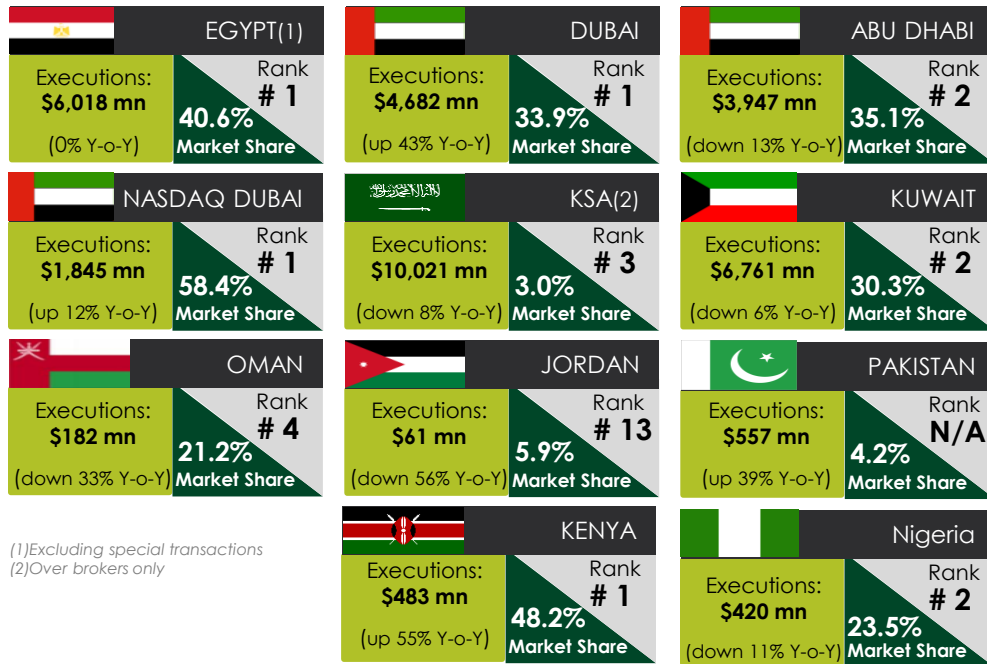 EGYPT(1)
Executions:
$6,018 mn
(0% Y-o-Y)
40.6%
Market Share
Rank
# 1
DUBAI
Executions:
$4,682 mn
(up 43% Y-o-Y)
33.9%
Market Share
Rank
# 1
ABU DHABI
Executions:
$3,947 mn
(down 13% Y-o-Y)
35.1%
Market Share
Rank
# 2
NASDAQ DUBAI
Executions:
$1,845 mn
(up 12% Y-o-Y)
58.4%
Market Share
Rank
# 1
KSA(2)
Executions:
$10,021 mn
(down 8% Y-o-Y)
3.0%
Market Share
Rank
# 3
KUWAIT
Executions:
$6,761 mn
(down 6% Y-o-Y)
30.3%
Market Share
Rank
# 2
OMAN
Executions:
$182 mn
(down 33% Y-o-Y)
21.2%
Market Share
Rank
# 4
JORDAN
Executions:
$61 mn
(down 56% Y-o-Y)
5.9%
Market Share
Rank
# 13
PAKISTAN
Executions:
$557 mn
(up 39% Y-o-Y)
4.2%
Market Share
Rank
N/A
(1)Excluding special transactions
(2)Over brokers only
KENYA
Executions:
$483 mn
(up 55% Y-o-Y)
48.2%
Market Share
Rank
# 1
Nigeria
Executions:
$420 mn
(down 11% Y-o-Y)
23.5%
Market Share
Rank
# 2